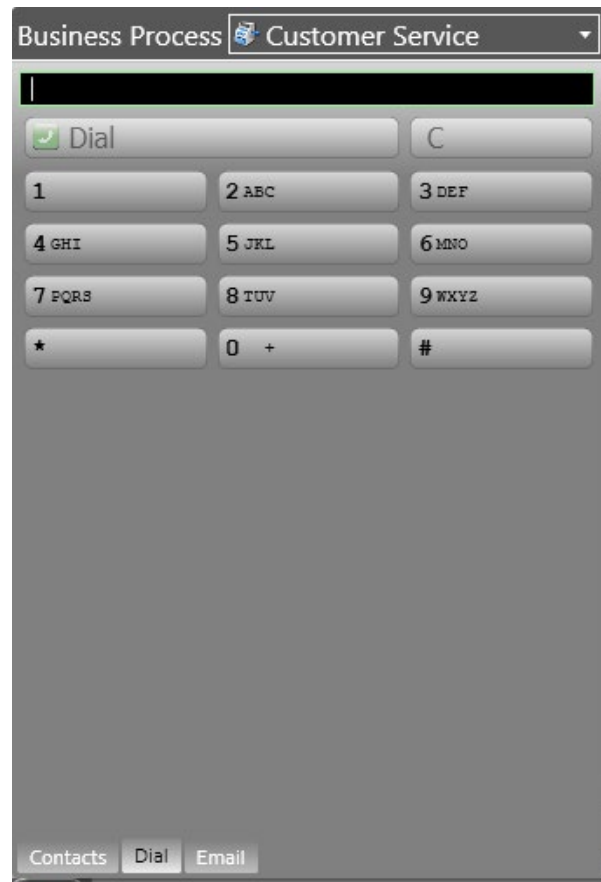 Business Process Customer Service
Dial C
1 2 ABC 3 DEF
4 GHI 5 JKL 6 MNO
7 PQRS 8 TUV 9 WXYZ
* 0 + #
Contacts Dial Email